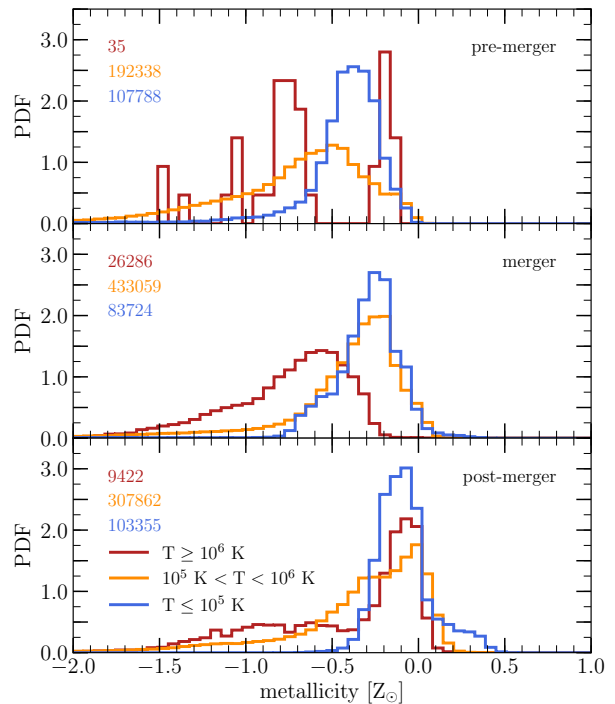 3.0
2.0
1.0
0.0
PDF
35
192338
107788
pre-merger
3.0
2.0
1.0
0.0
PDF
26286
433059
83724
merger
3.0
2.0
1.0
0.0
PDF
9422
307862
103355
post-merger
T ≥ 10⁶ K
10⁵ K < T < 10⁶ K
T ≤ 10⁵ K
−2.0 −1.5 −1.0 −0.5 0.0 0.5 1.0
metallicity [Z☉]